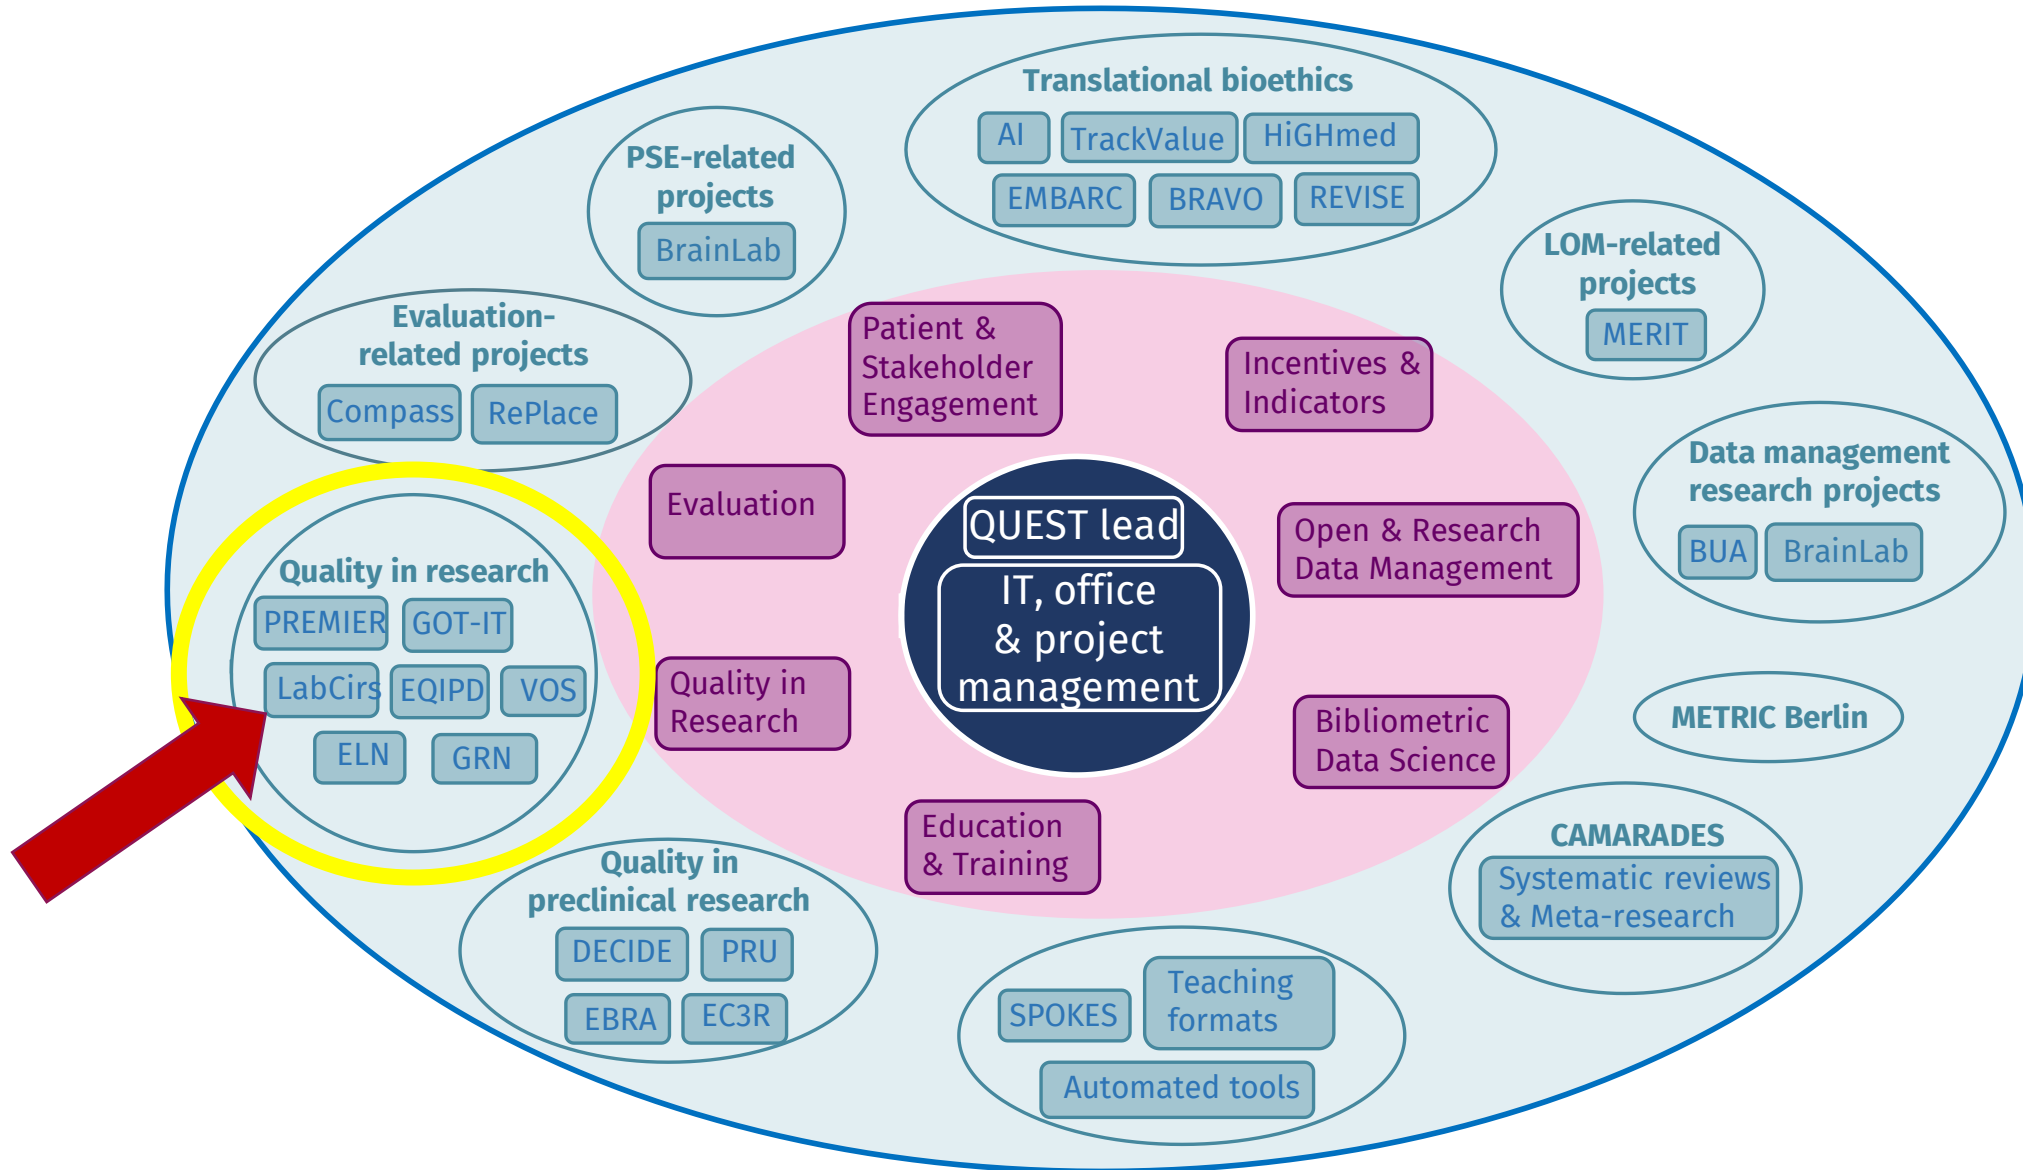 Translational bioethics
AI
TrackValue
HiGHmed
EMBARC
BRAVO
REVISE
PSE-related
projects
BrainLab
LOM-related
projects
MERIT
Evaluation-
related projects
Compass
RePlace
Patient &
Stakeholder
Engagement
Incentives &
Indicators
Data management
research projects
BUA
BrainLab
Evaluation
QUEST lead
IT, office
& project
management
Open & Research
Data Management
Quality in research
PREMIER
GOT-IT
LabCirs
EQIPD
VOS
ELN
GRN
Quality in
Research
Bibliometric
Data Science
METRIC Berlin
Education
& Training
CAMARADES
Systematic reviews
& Meta-research
Quality in
preclinical research
DECIDE
PRU
EBRA
EC3R
SPOKES
Teaching
formats
Automated tools